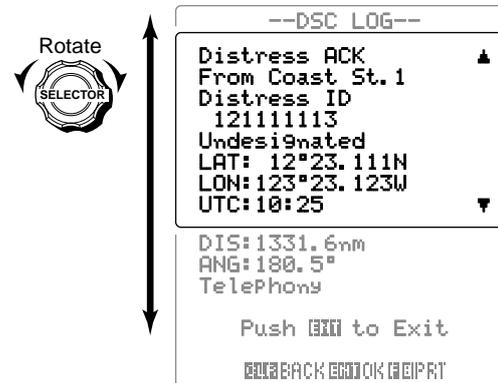 Rotate
SELECTOR
--DSC LOG--
Distress ACK ▲
From Coast St.1
Distress ID
121111113
Undesignated
LAT: 12°23.111N
LON:123°23.123W
UTC:10:25 ▼
DIS:1331.6nm
ANG:180.5°
Telephony
Push EXIT to Exit
BACK OK PRT